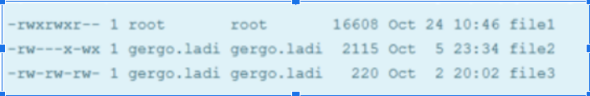 -rwxrwxr-- 1 root root 16608 Oct 24 10:46 file1
-rw---x-wx 1 gergo.ladi gergo.ladi 2115 Oct 5 23:34 file2
-rw-rw-rw- 1 gergo.ladi gergo.ladi 220 Oct 2 20:02 file3